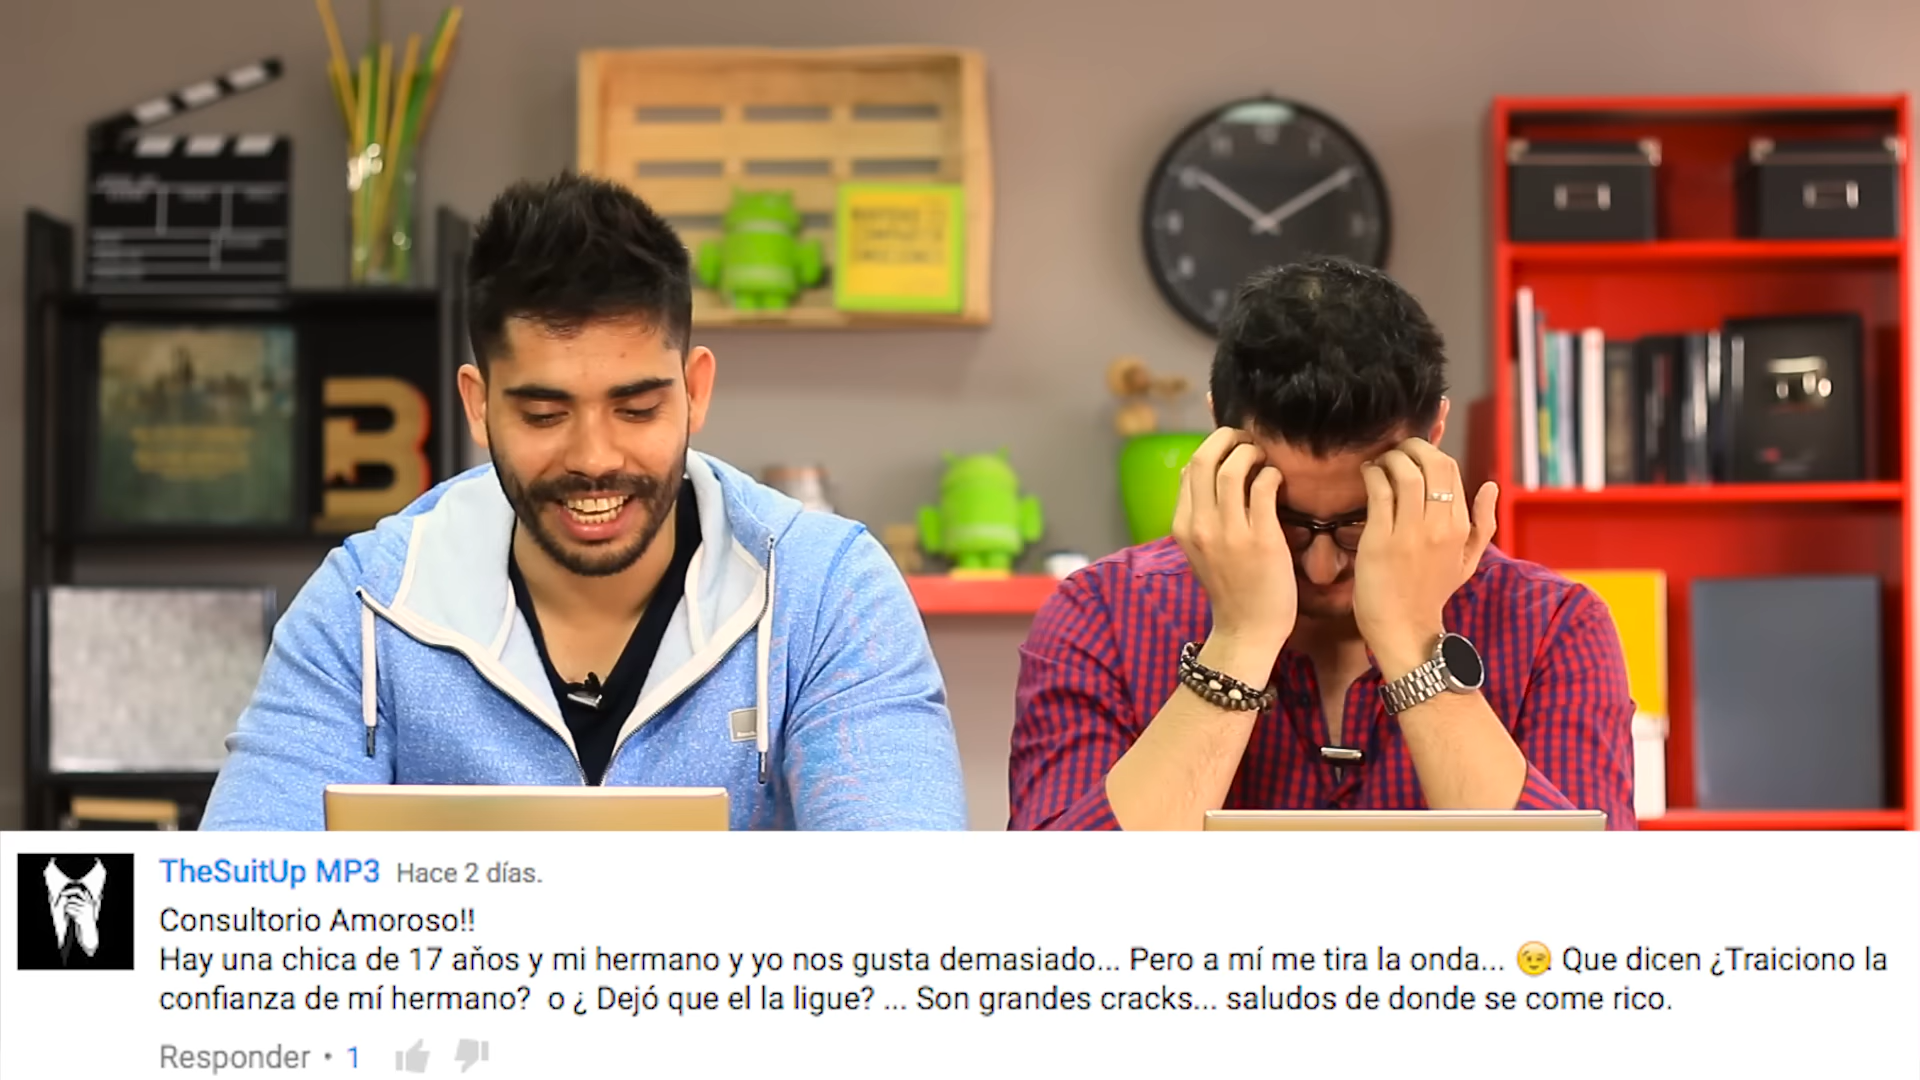 B
TheSuitUp MP3 Hace 2 días.
Consultorio Amoroso!!
Hay una chica de 17 aňos y mi hermano y yo nos gusta demasiado... Pero a mí me tira la onda... 😉. Que dicen ¿Traiciono la
confianza de mí hermano?  o ¿ Dejó que el la ligue? ... Son grandes cracks... saludos de donde se come rico.
Responder • 1